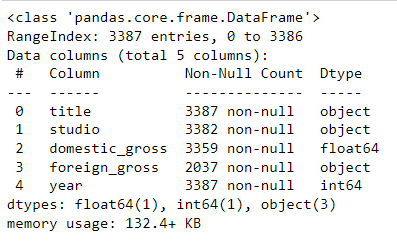 <class 'pandas.core.frame.DataFrame'>
RangeIndex: 3387 entries, 0 to 3386
Data columns (total 5 columns):
 #   Column          Non-Null Count  Dtype
---  ------          --------------  -----
 0   title           3387 non-null   object
 1   studio          3382 non-null   object
 2   domestic_gross  3359 non-null   float64
 3   foreign_gross   2037 non-null   object
 4   year            3387 non-null   int64
dtypes: float64(1), int64(1), object(3)
memory usage: 132.4+ KB